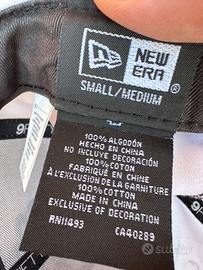 NEW
ERA
®
SMALL/MEDIUM
100% ALGODÓN
HECHO EN CHINA
NO INCLUYE DECORACIÓN
100% COTON
FABRIQUÉ EN CHINE
À L'EXCLUSION DE LA GARNITURE
100% COTTON
MADE IN CHINA
EXCLUSIVE OF DECORATION
RN11493 CA40289
subito